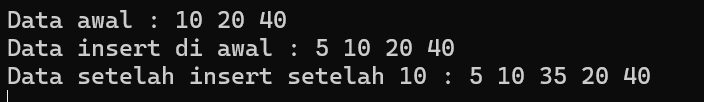 Data awal : 10 20 40
Data insert di awal : 5 10 20 40
Data setelah insert setelah 10 : 5 10 35 20 40